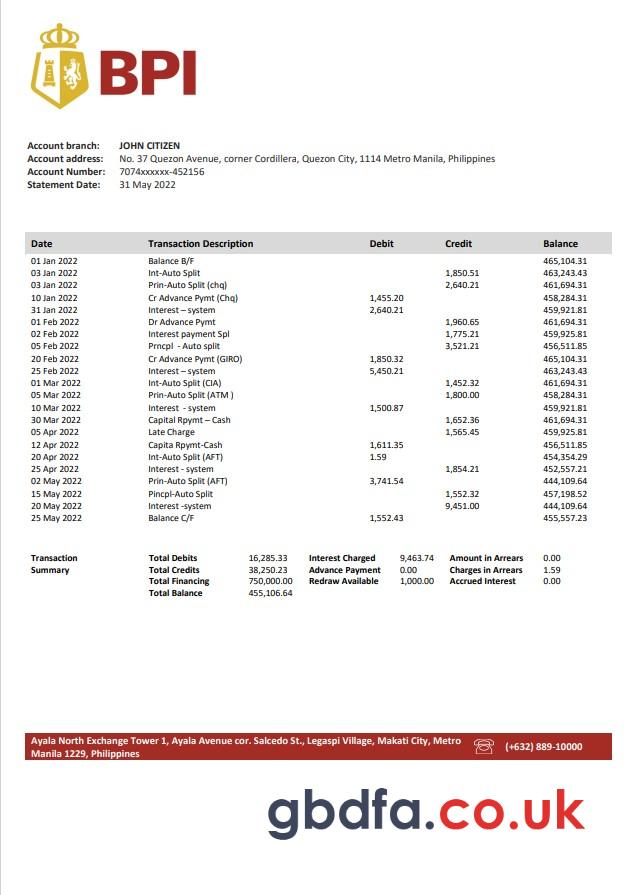 BPI
Account branch: JOHN CITIZEN
Account address: No. 37 Quezon Avenue, corner Cordillera, Quezon City, 1114 Metro Manila, Philippines
Account Number: 7074xxxxxx-452156
Statement Date: 31 May 2022
Date Transaction Description Debit Credit Balance
01 Jan 2022 Balance B/F 465,104.31
03 Jan 2022 Int-Auto Split 1,850.51 463,243.43
03 Jan 2022 Prin-Auto Split (chq) 2,640.21 461,694.31
10 Jan 2022 Cr Advance Pymt (Chq) 1,455.20 458,284.31
31 Jan 2022 Interest – system 2,640.21 459,921.81
01 Feb 2022 Dr Advance Pymt 1,960.65 461,694.31
02 Feb 2022 Interest payment Spl 1,775.21 459,925.81
05 Feb 2022 Prncpl - Auto split 3,521.21 456,511.85
20 Feb 2022 Cr Advance Pymt (GIRO) 1,850.32 465,104.31
25 Feb 2022 Interest – system 5,450.21 463,243.43
01 Mar 2022 Int-Auto Split (CIA) 1,452.32 461,694.31
05 Mar 2022 Prin-Auto Split (ATM ) 1,800.00 458,284.31
10 Mar 2022 Interest - system 1,500.87 459,921.81
30 Mar 2022 Capital Rpymt – Cash 1,652.36 461,694.31
05 Apr 2022 Late Charge 1,565.45 459,925.81
12 Apr 2022 Capita Rpymt-Cash 1,611.35 456,511.85
20 Apr 2022 Int-Auto Split (AFT) 1.59 454,354.29
25 Apr 2022 Interest - system 1,854.21 452,557.21
02 May 2022 Prin-Auto Split (AFT) 3,741.54 444,109.64
15 May 2022 Pincpl-Auto Split 1,552.32 457,198.52
20 May 2022 Interest -system 9,451.00 444,109.64
25 May 2022 Balance C/F 1,552.43 455,557.23
Transaction Total Debits 16,285.33 Interest Charged 9,463.74 Amount in Arrears 0.00
Summary Total Credits 38,250.23 Advance Payment 0.00 Charges in Arrears 1.59
Total Financing 750,000.00 Redraw Available 1,000.00 Accrued Interest 0.00
Total Balance 455,106.64
Ayala North Exchange Tower 1, Ayala Avenue cor. Salcedo St., Legaspi Village, Makati City, Metro
Manila 1229, Philippines
(+632) 889-10000
gbdfa.co.uk